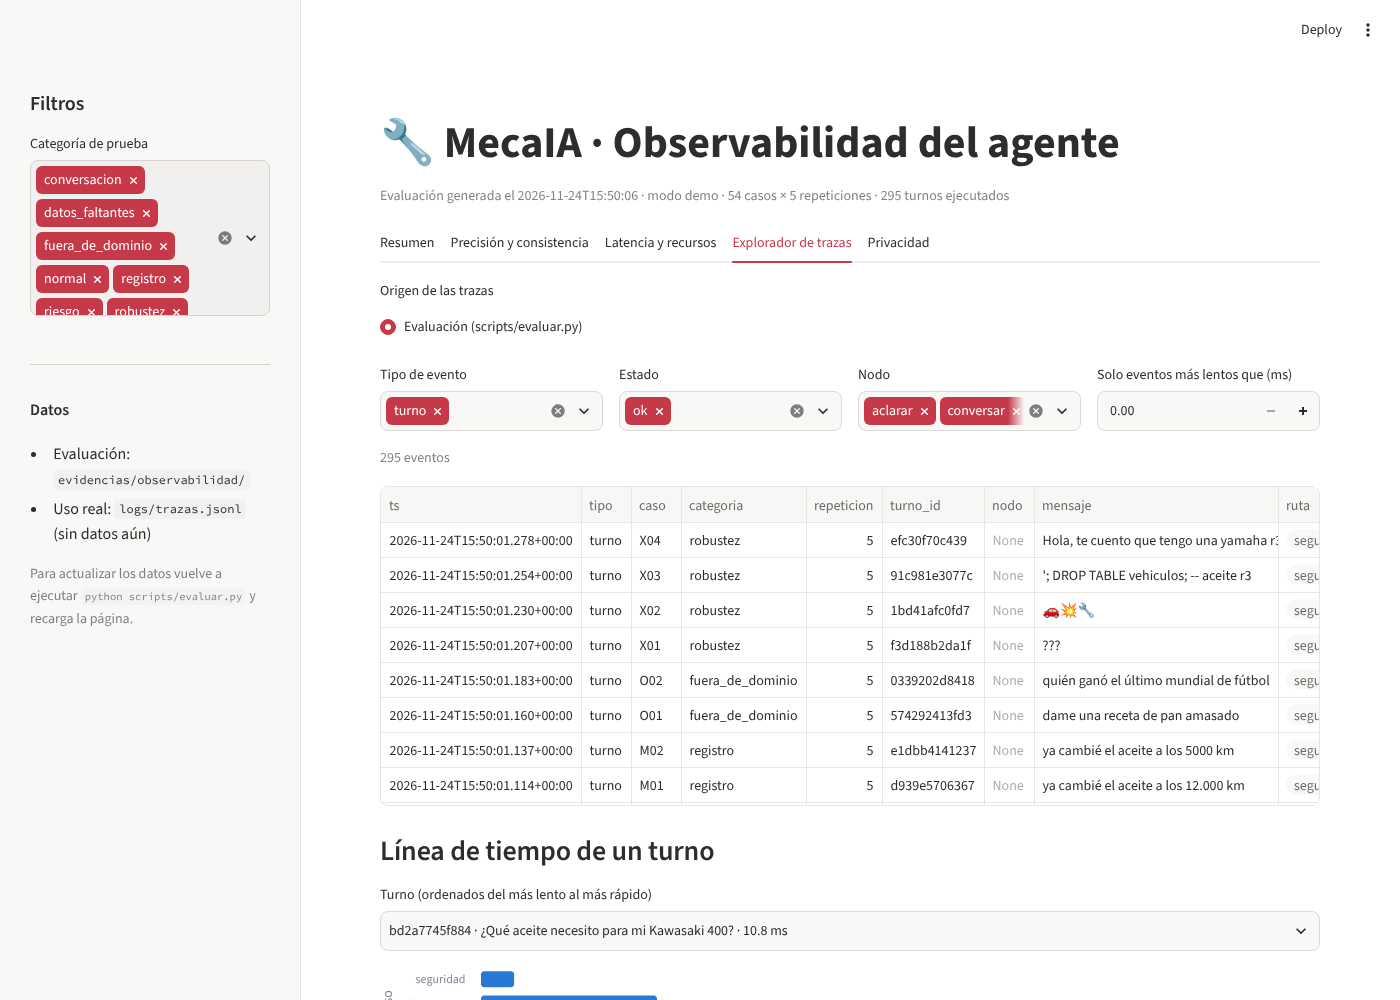 Deploy
Filtros
Categoría de prueba
conversacion
datos_faltantes
fuera_de_dominio
normal registro
riesgo robustez
Datos
Evaluación:
evidencias/observabilidad/
Uso real: logs/trazas.jsonl
(sin datos aún)
Para actualizar los datos vuelve a
ejecutar python scripts/evaluar.py y
recarga la página.
🔧 MecaIA · Observabilidad del agente
Evaluación generada el 2026-11-24T15:50:06 · modo demo · 54 casos × 5 repeticiones · 295 turnos ejecutados
Resumen Precisión y consistencia Latencia y recursos Explorador de trazas Privacidad
Origen de las trazas
Evaluación (scripts/evaluar.py)
Tipo de evento Estado Nodo Solo eventos más lentos que (ms)
turno ok aclarar conversar 0.00
295 eventos
ts tipo caso categoria repeticion turno_id nodo mensaje ruta
2026-11-24T15:50:01.278+00:00 turno X04 robustez 5 efc30f70c439 None Hola, te cuento que tengo una yamaha r3 segu
2026-11-24T15:50:01.254+00:00 turno X03 robustez 5 91c981e3077c None '; DROP TABLE vehiculos; -- aceite r3 segu
2026-11-24T15:50:01.230+00:00 turno X02 robustez 5 1bd41afc0fd7 None 🚗💥🔧 segu
2026-11-24T15:50:01.207+00:00 turno X01 robustez 5 f3d188b2da1f None ??? segu
2026-11-24T15:50:01.183+00:00 turno O02 fuera_de_dominio 5 0339202d8418 None quién ganó el último mundial de fútbol segu
2026-11-24T15:50:01.160+00:00 turno O01 fuera_de_dominio 5 574292413fd3 None dame una receta de pan amasado segu
2026-11-24T15:50:01.137+00:00 turno M02 registro 5 e1dbb4141237 None ya cambié el aceite a los 5000 km segu
2026-11-24T15:50:01.114+00:00 turno M01 registro 5 d939e5706367 None ya cambié el aceite a los 12.000 km segu
Línea de tiempo de un turno
Turno (ordenados del más lento al más rápido)
bd2a7745f884 · ¿Qué aceite necesito para mi Kawasaki 400? · 10.8 ms
seguridad